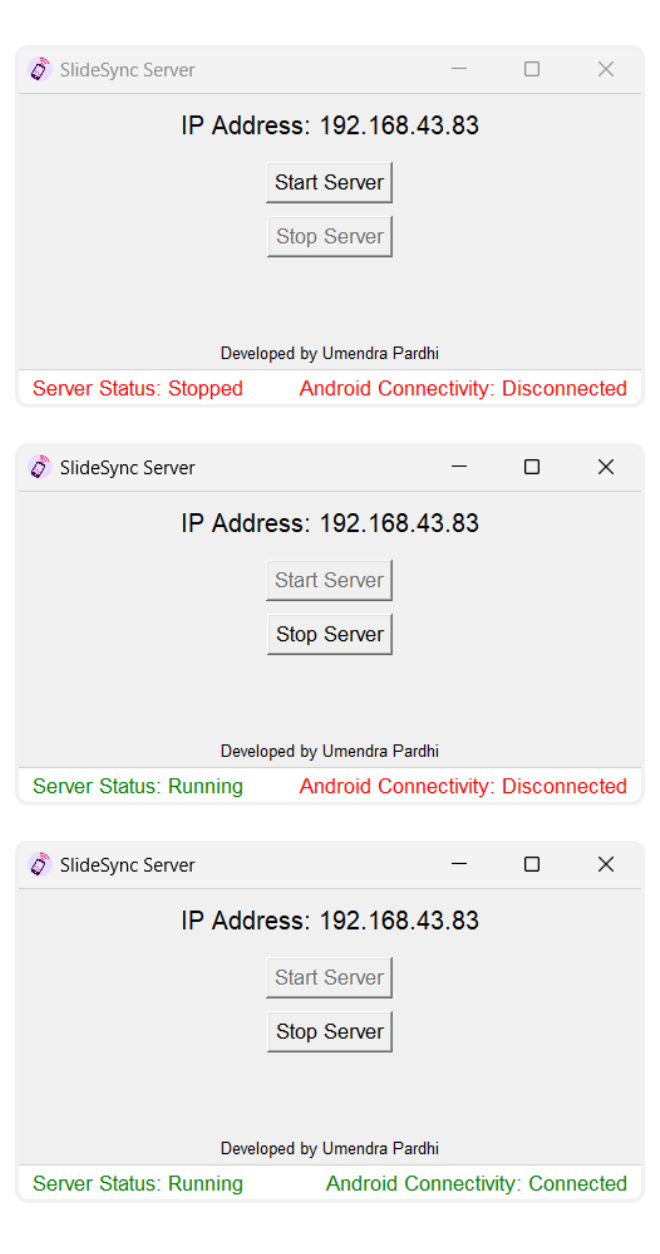 SlideSync Server
IP Address: 192.168.43.83
Start Server
Stop Server
Developed by Umendra Pardhi
Server Status: Stopped Android Connectivity: Disconnected
SlideSync Server
IP Address: 192.168.43.83
Start Server
Stop Server
Developed by Umendra Pardhi
Server Status: Running Android Connectivity: Disconnected
SlideSync Server
IP Address: 192.168.43.83
Start Server
Stop Server
Developed by Umendra Pardhi
Server Status: Running Android Connectivity: Connected